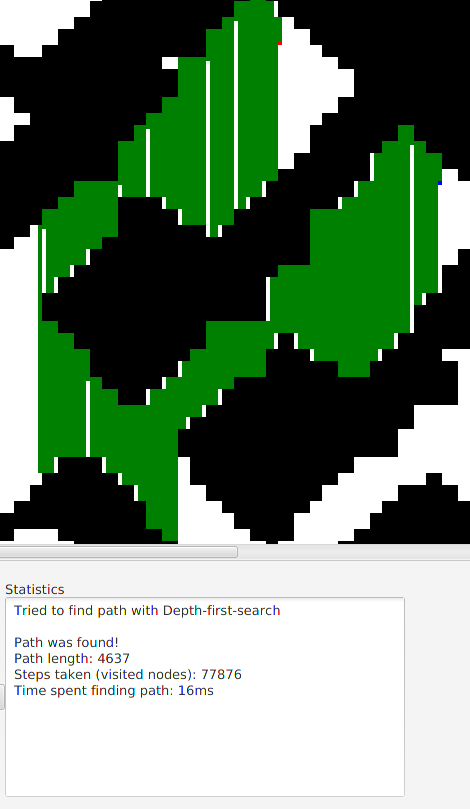 Statistics
Tried to find path with Depth-first-search
Path was found!
Path length: 4637
Steps taken (visited nodes): 77876
Time spent finding path: 16ms